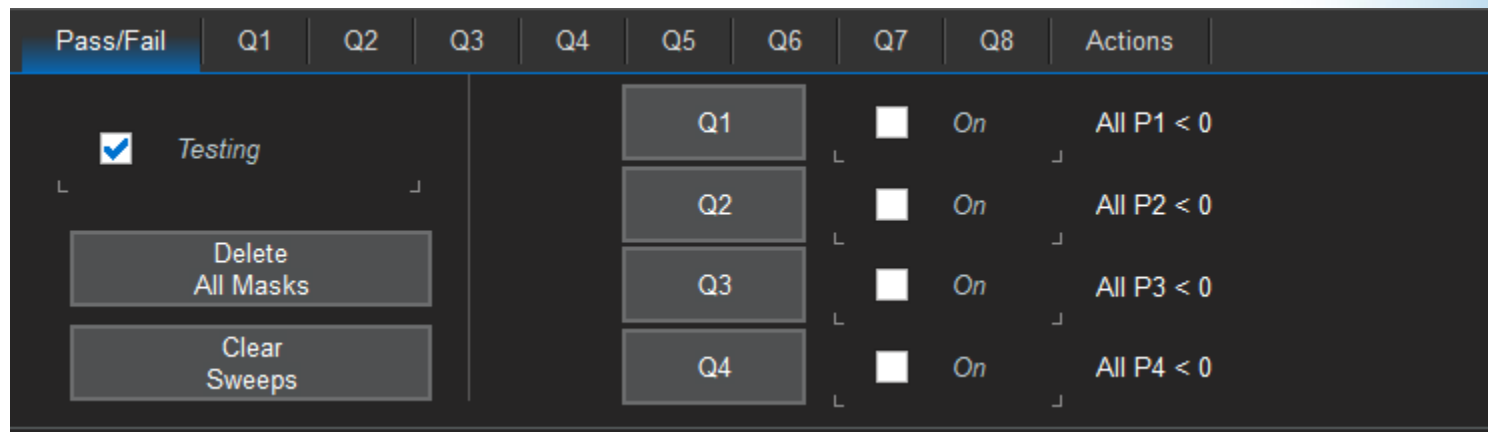 Pass/Fail Q1 Q2 Q3 Q4 Q5 Q6 Q7 Q8 Actions
Testing
Delete
All Masks
Clear
Sweeps
Q1 On All P1 < 0
Q2 On All P2 < 0
Q3 On All P3 < 0
Q4 On All P4 < 0